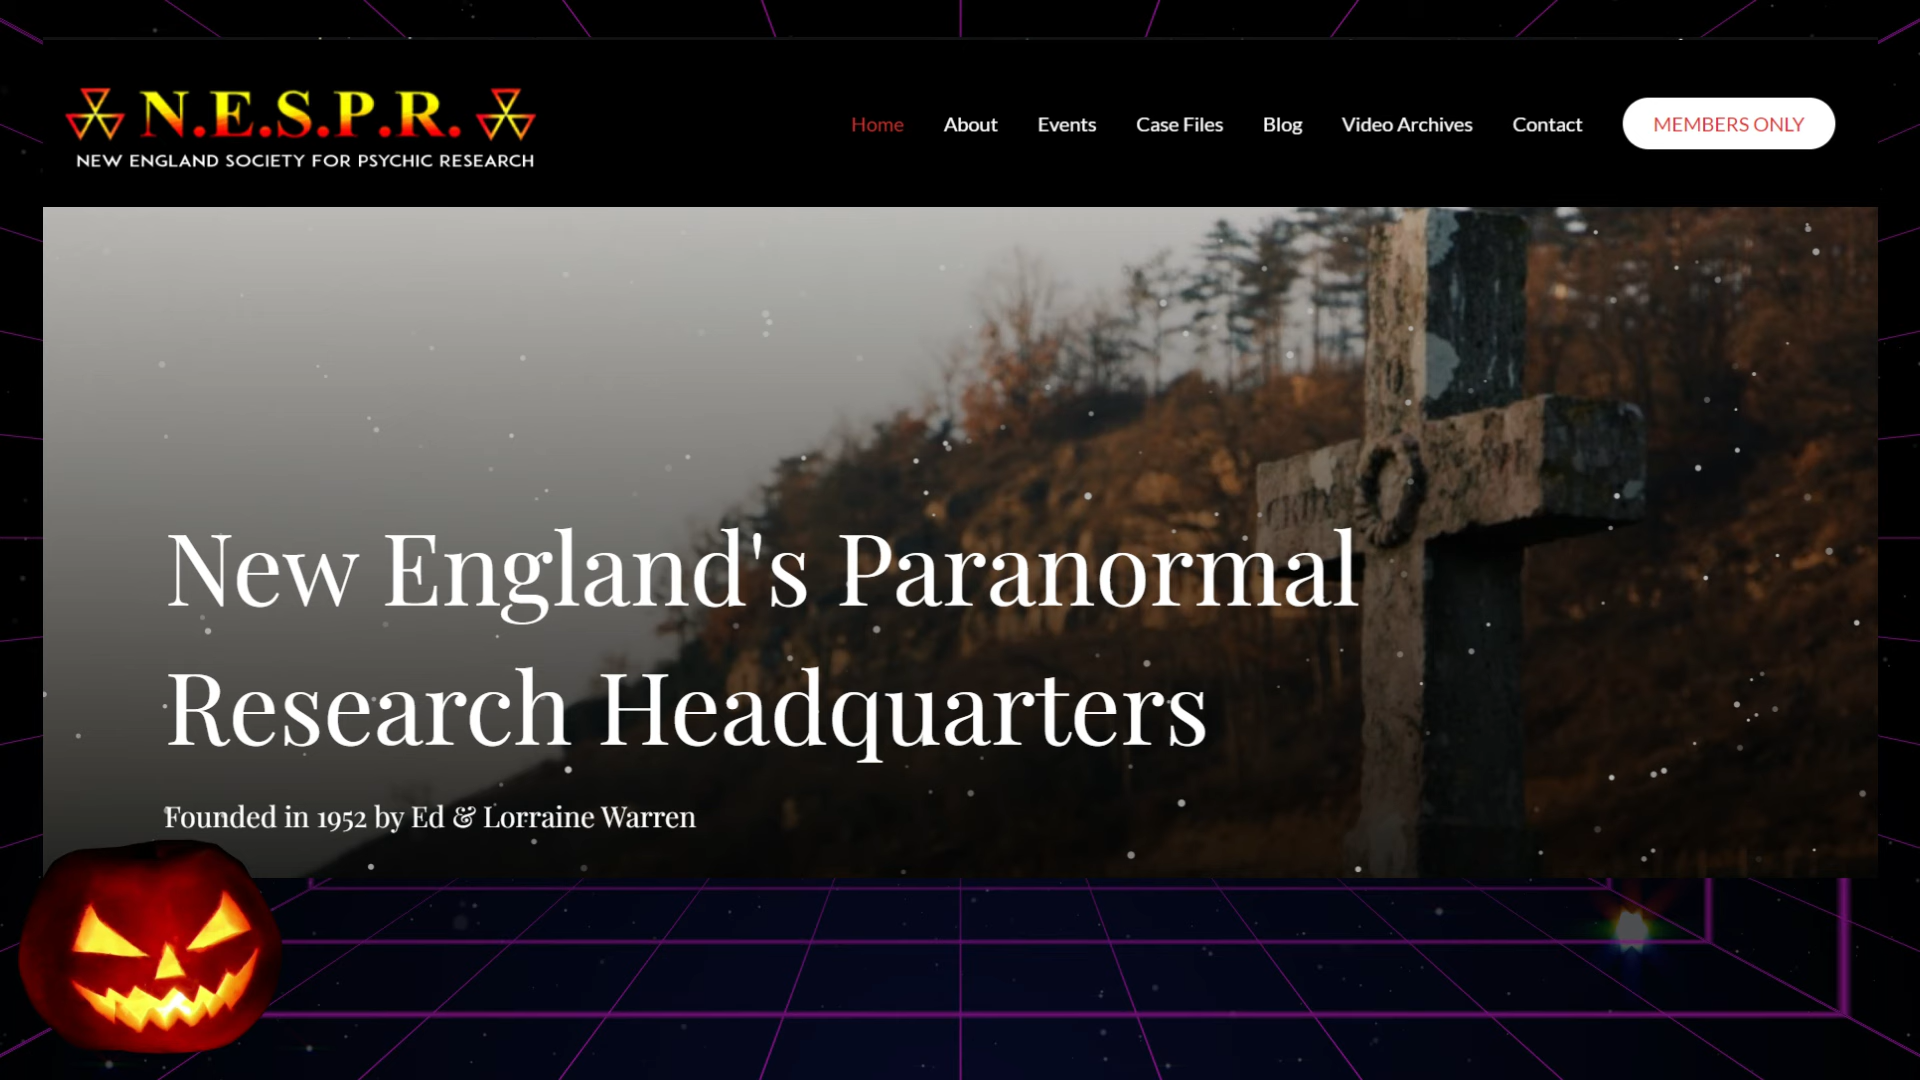 N.E.S.P.R.
NEW ENGLAND SOCIETY FOR PSYCHIC RESEARCH
Home About Events Case Files Blog Video Archives Contact MEMBERS ONLY
New England's Paranormal
Research Headquarters
Founded in 1952 by Ed & Lorraine Warren